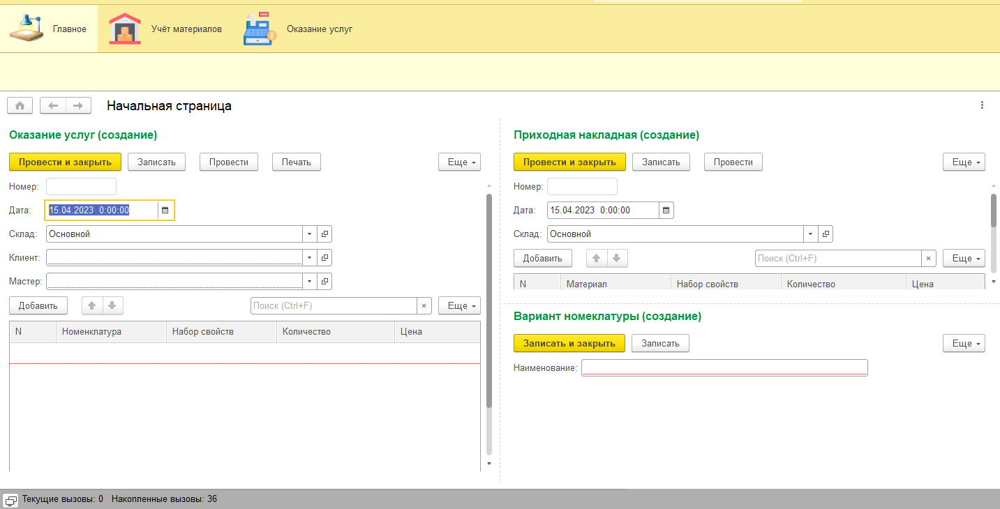 Главное
Учёт материалов
Оказание услуг
Начальная страница
Оказание услуг (создание)
Провести и закрыть Записать Провести Печать Еще
Номер:
Дата: 15.04.2023 0:00:00
Склад: Основной
Клиент:
Мастер:
Добавить Поиск (Ctrl+F) × Еще
N Номенклатура Набор свойств Количество Цена
Приходная накладная (создание)
Провести и закрыть Записать Провести Еще
Номер:
Дата: 15.04.2023 0:00:00
Склад: Основной
Добавить Поиск (Ctrl+F) × Еще
N Материал Набор свойств Количество Цена
Вариант номеклатуры (создание)
Записать и закрыть Записать Еще
Наименование:
Текущие вызовы: 0 Накопленные вызовы: 36